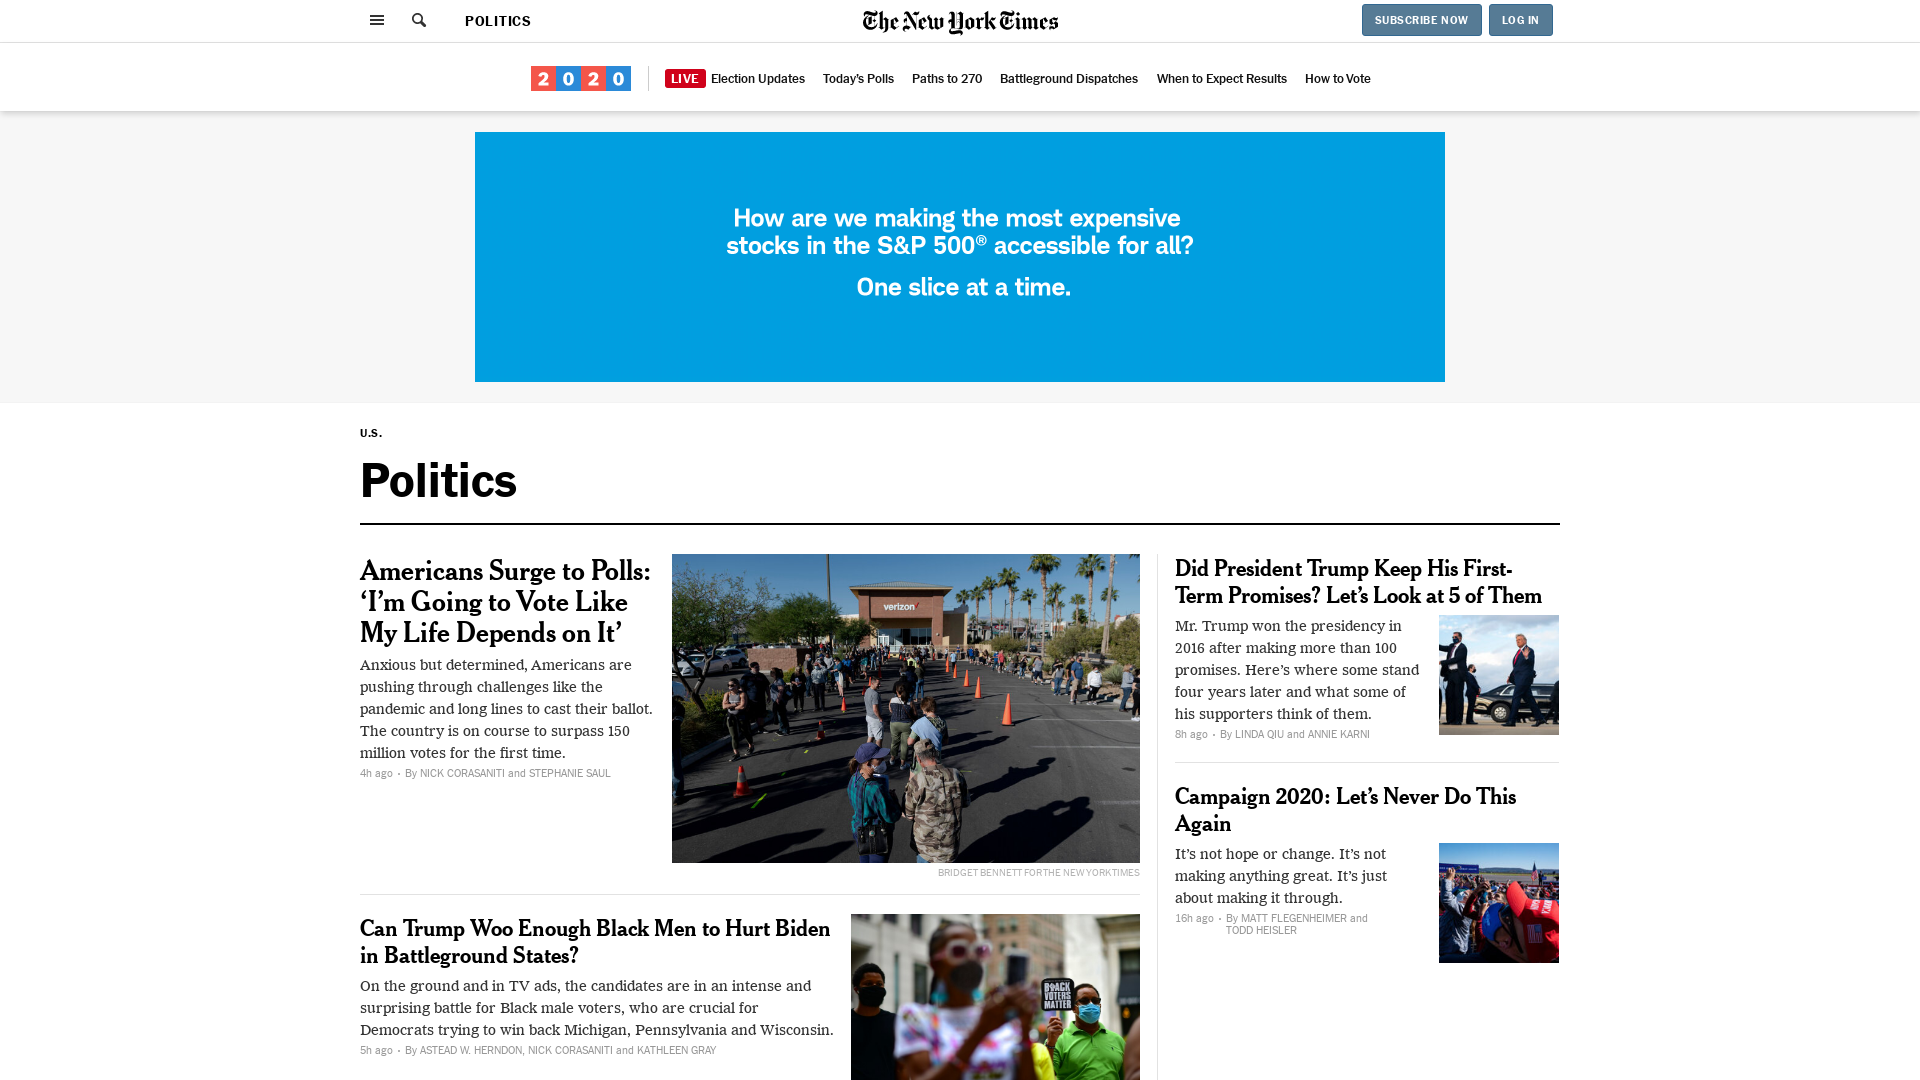 POLITICS
The New York Times
SUBSCRIBE NOW
LOG IN
2020
LIVE
Election Updates
Today’s Polls
Paths to 270
Battleground Dispatches
When to Expect Results
How to Vote
How are we making the most expensive
stocks in the S&P 500® accessible for all?
One slice at a time.
U.S.
Politics
Americans Surge to Polls:
‘I’m Going to Vote Like
My Life Depends on It’
Anxious but determined, Americans are
pushing through challenges like the
pandemic and long lines to cast their ballot.
The country is on course to surpass 150
million votes for the first time.
4h ago • By NICK CORASANITI and STEPHANIE SAUL
verizon
BRIDGET BENNETT FOR THE NEW YORK TIMES
Can Trump Woo Enough Black Men to Hurt Biden
in Battleground States?
On the ground and in TV ads, the candidates are in an intense and
surprising battle for Black male voters, who are crucial for
Democrats trying to win back Michigan, Pennsylvania and Wisconsin.
5h ago • By ASTEAD W. HERNDON, NICK CORASANITI and KATHLEEN GRAY
BLACK
VOTERS
MATTER
Did President Trump Keep His First-
Term Promises? Let’s Look at 5 of Them
Mr. Trump won the presidency in
2016 after making more than 100
promises. Here’s where some stand
four years later and what some of
his supporters think of them.
8h ago • By LINDA QIU and ANNIE KARNI
Campaign 2020: Let’s Never Do This
Again
It’s not hope or change. It’s not
making anything great. It’s just
about making it through.
16h ago • By MATT FLEGENHEIMER and
TODD HEISLER